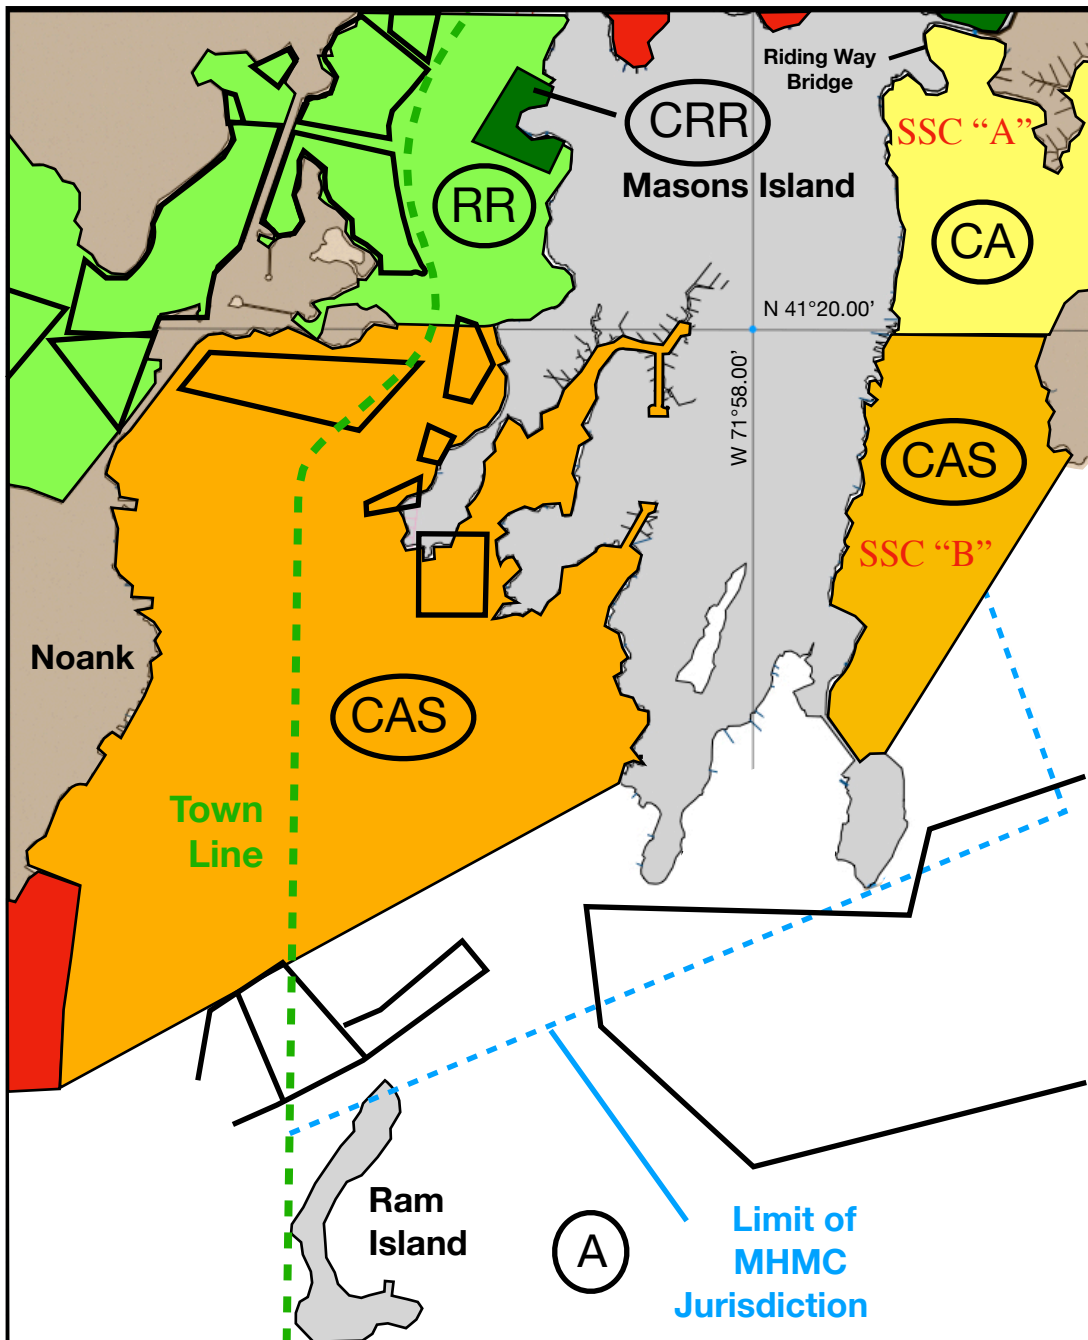 Riding Way
Bridge
CRR
SSC “A”
Masons Island
RR
CA
N 41°20.00’
W 71°58.00’
CAS
SSC “B”
Noank
CAS
Town
Line
Ram
Island
A
Limit of
MHMC
Jurisdiction